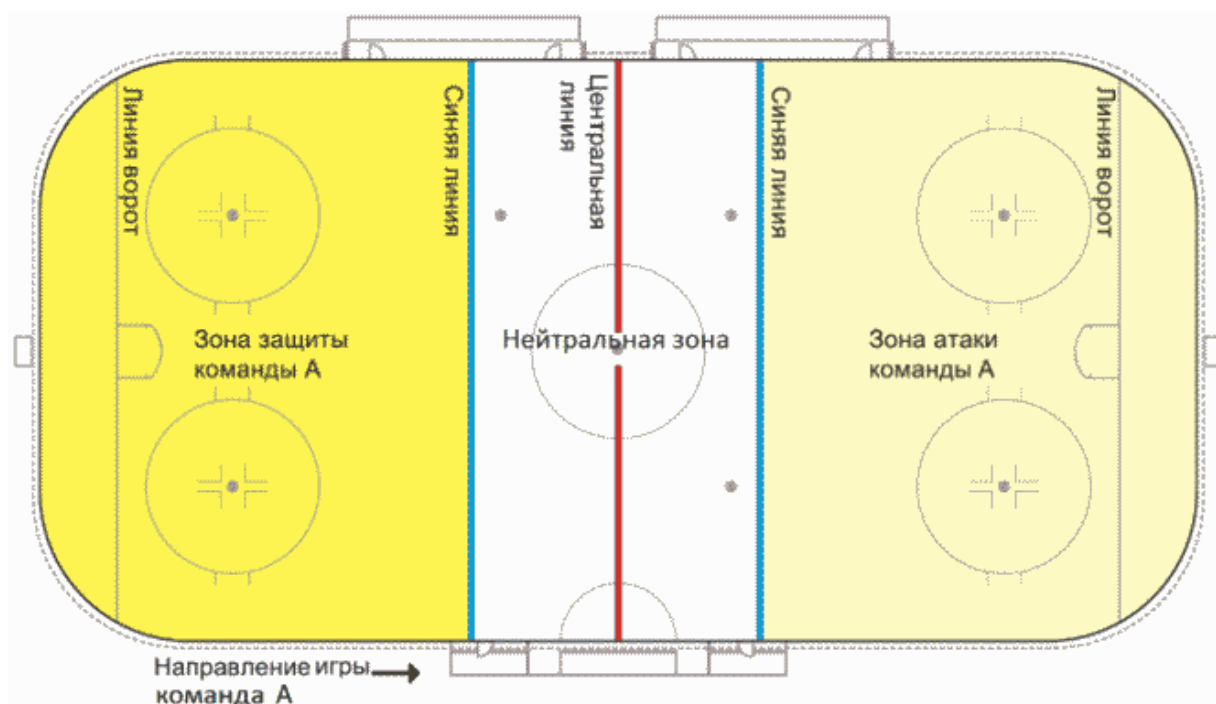 Линия ворот
Синяя линия
Центральная
линия
Синяя линия
Линия ворот
Зона защиты
команды А
Нейтральная зона
Зона атаки
команды А
Направление игры
команда А